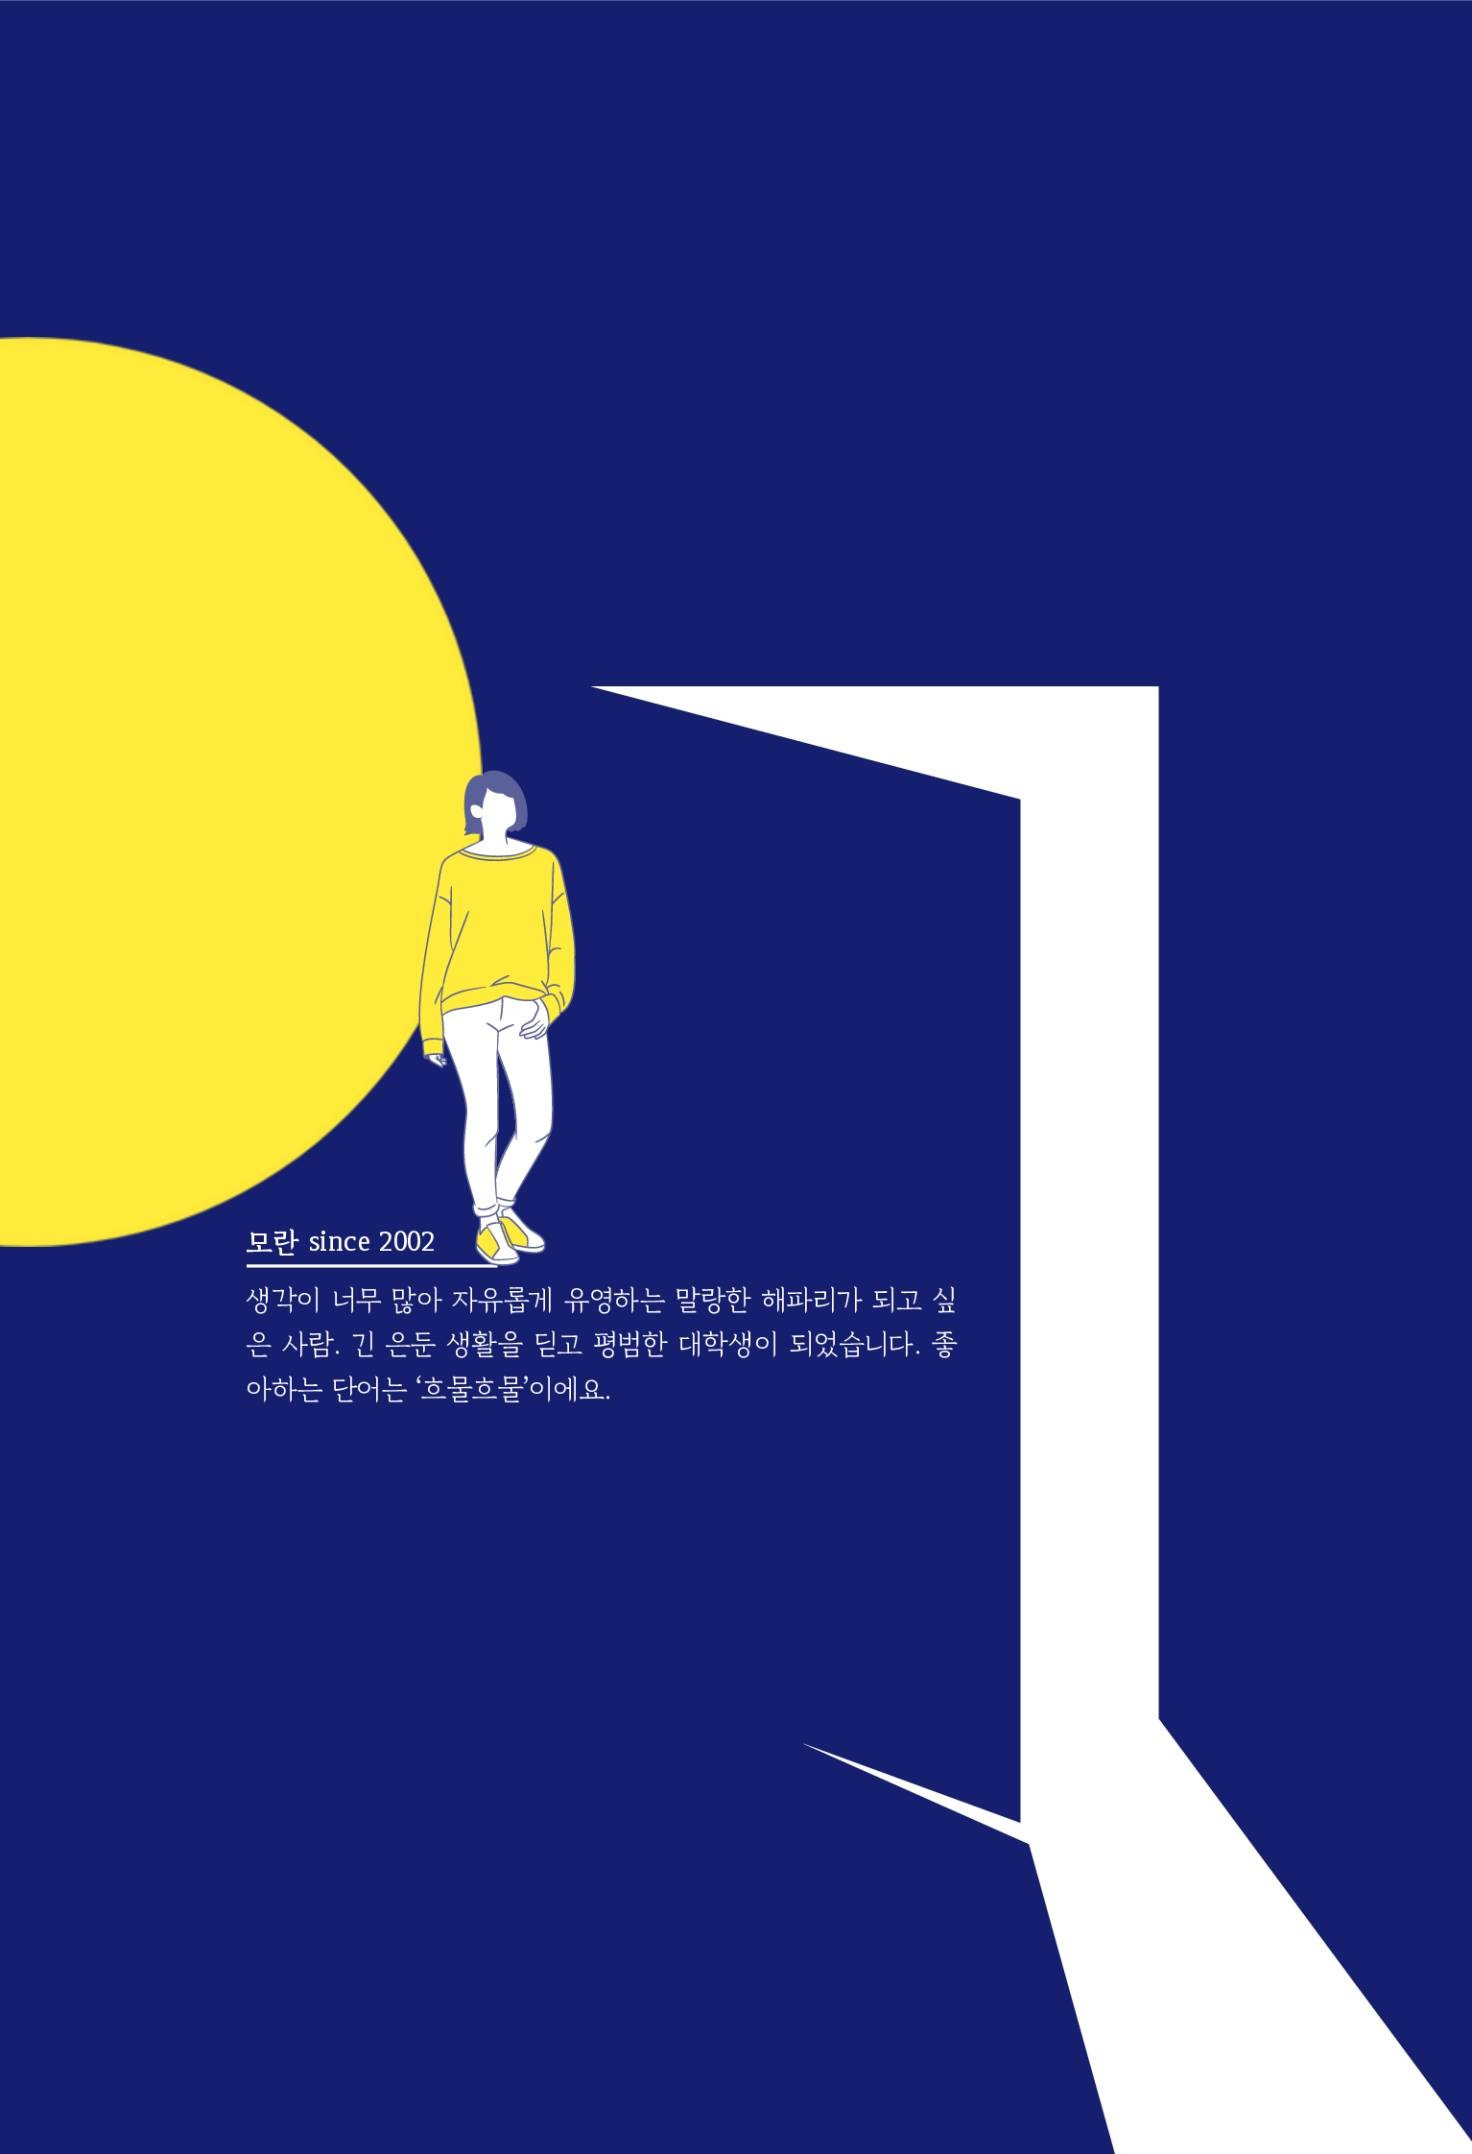 모란 since 2002
생각이 너무 많아 자유롭게 유영하는 말랑한 해파리가 되고 싶
은 사람. 긴 은둔 생활을 딛고 평범한 대학생이 되었습니다. 좋
아하는 단어는 ‘흐물흐물’이에요.